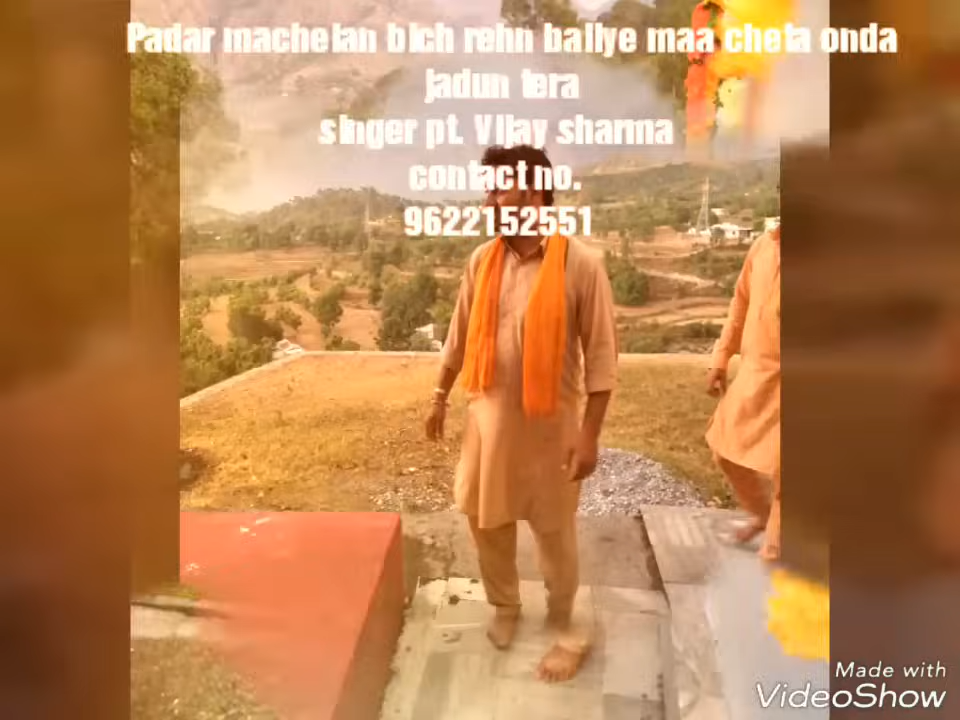 Padar machelan bich rehn baliye maa cheta onda
jadun tera
singer pt. Vijay sharma
contact no.
9622152551
Made with
VideoShow